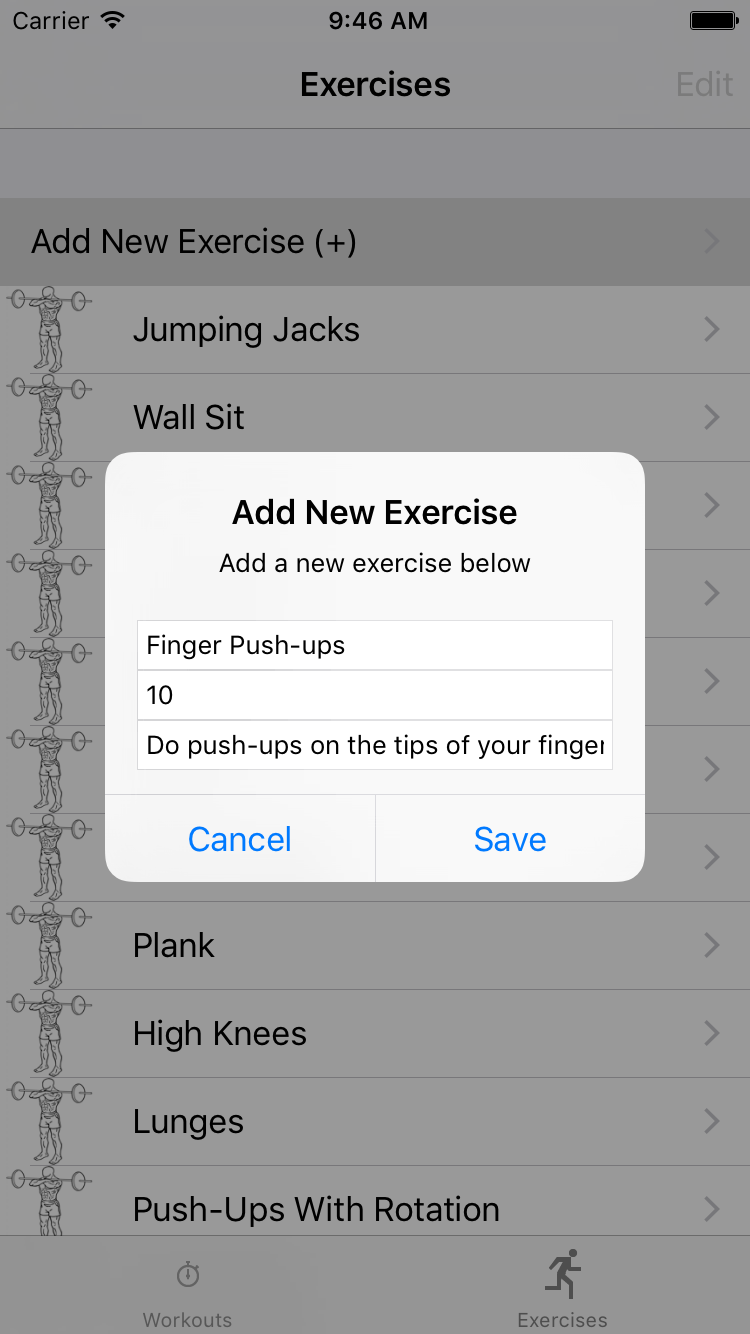 Carrier 9:46 AM
Exercises Edit
Add New Exercise (+)
Jumping Jacks
Wall Sit
Add New Exercise
Add a new exercise below
Finger Push-ups
10
Do push-ups on the tips of your finger
Cancel Save
Plank
High Knees
Lunges
Push-Ups With Rotation
Workouts Exercises